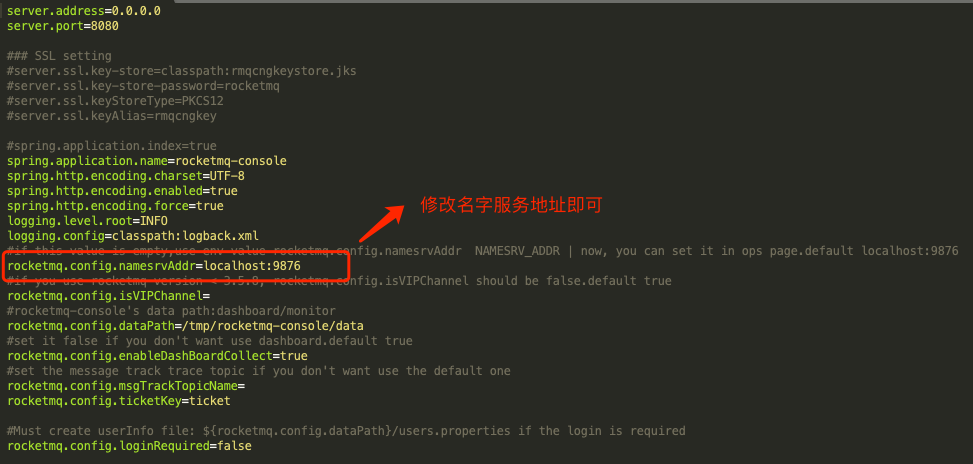 server.address=0.0.0.0
server.port=8080
### SSL setting
#server.ssl.key-store=classpath:rmqcngkeystore.jks
#server.ssl.key-store-password=rocketmq
#server.ssl.keyStoreType=PKCS12
#server.ssl.keyAlias=rmqcngkey
#spring.application.index=true
spring.application.name=rocketmq-console
spring.http.encoding.charset=UTF-8
spring.http.encoding.enabled=true
spring.http.encoding.force=true
修改名字服务地址即可
logging.level.root=INFO
logging.config=classpath:logback.xml
#if this value is empty,use env value rocketmq.config.namesrvAddr  NAMESRV_ADDR | now, you can set it in ops page.default localhost:9876
rocketmq.config.namesrvAddr=localhost:9876
#if you use rocketmq version < 3.5.8, rocketmq.config.isVIPChannel should be false.default true
rocketmq.config.isVIPChannel=
#rocketmq-console's data path:dashboard/monitor
rocketmq.config.dataPath=/tmp/rocketmq-console/data
#set it false if you don't want use dashboard.default true
rocketmq.config.enableDashBoardCollect=true
#set the message track trace topic if you don't want use the default one
rocketmq.config.msgTrackTopicName=
rocketmq.config.ticketKey=ticket
#Must create userInfo file: ${rocketmq.config.dataPath}/users.properties if the login is required
rocketmq.config.loginRequired=false